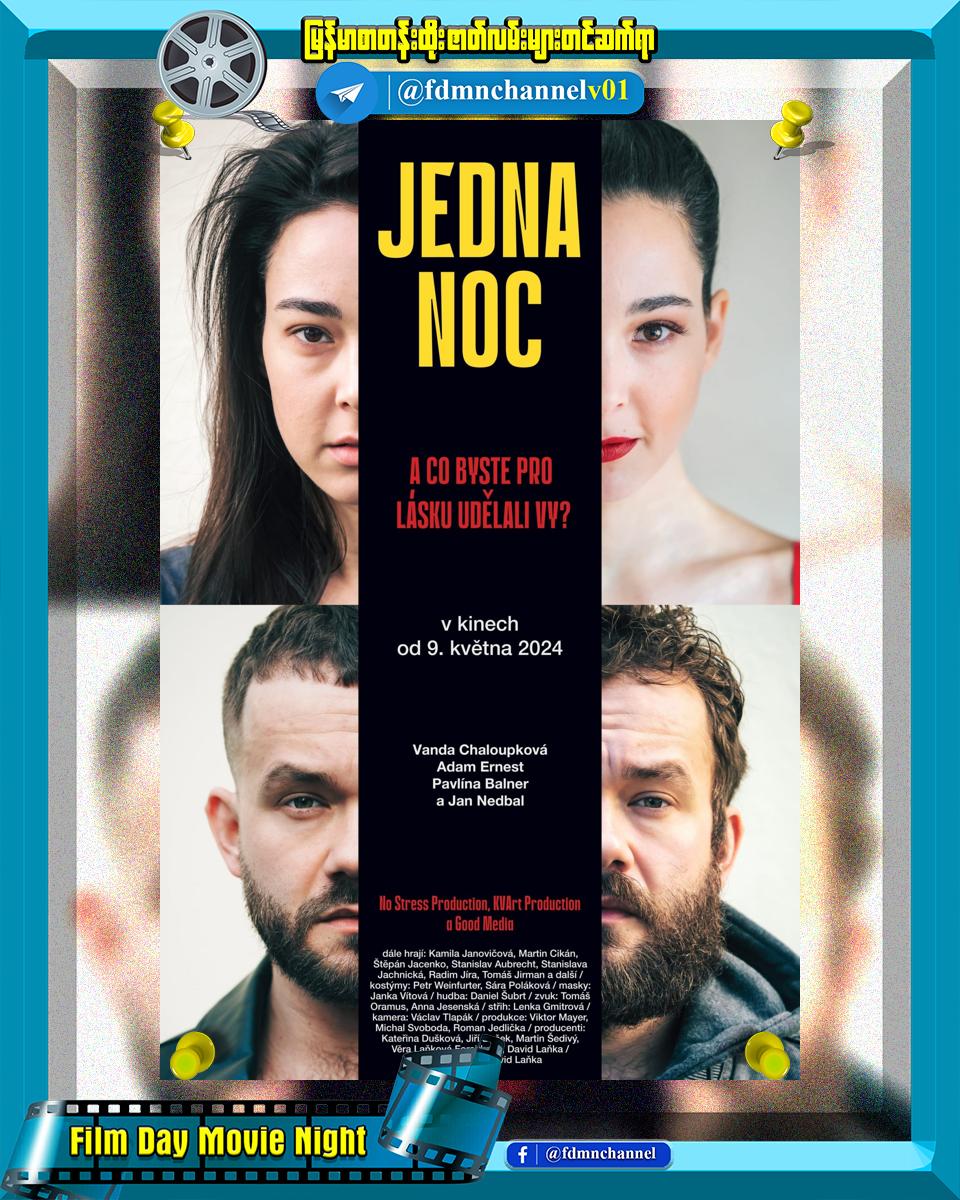 မြန်မာစာတန်းထိုးဇာတ်လမ်းများတင်ဆက်ရာ
@fdmnchannelv01
JEDNA
NOC
A CO BYSTE PRO
LÁSKU UDĚLALI VY?
v kinech
od 9. května 2024
Vanda Chaloupková
Adam Ernest
Pavlína Balner
a Jan Nedbal
No Stress Production, KVArt Production
a Good Media
dále hrají: Kamila Janovičová, Martin Cikán,
Štěpán Jacenko, Stanislav Aubrecht, Stanislava
Jachnická, Radim Jíra, Tomáš Jirman a další /
kostýmy: Petr Weinfurter, Sára Poláková / masky:
Janka Vítová / hudba: Daniel Šubrt / zvuk: Tomáš
Oramus, Anna Jesenská / střih: Lenka Gmitrová /
kamera: Václav Tlapák / produkce: Viktor Mayer,
Michal Svoboda, Roman Jedlička / producenti:
Kateřina Dušková, Martin Šedivý,
Věra Laňková David Laňka /
Laňka
Film Day Movie Night
@fdmnchannel